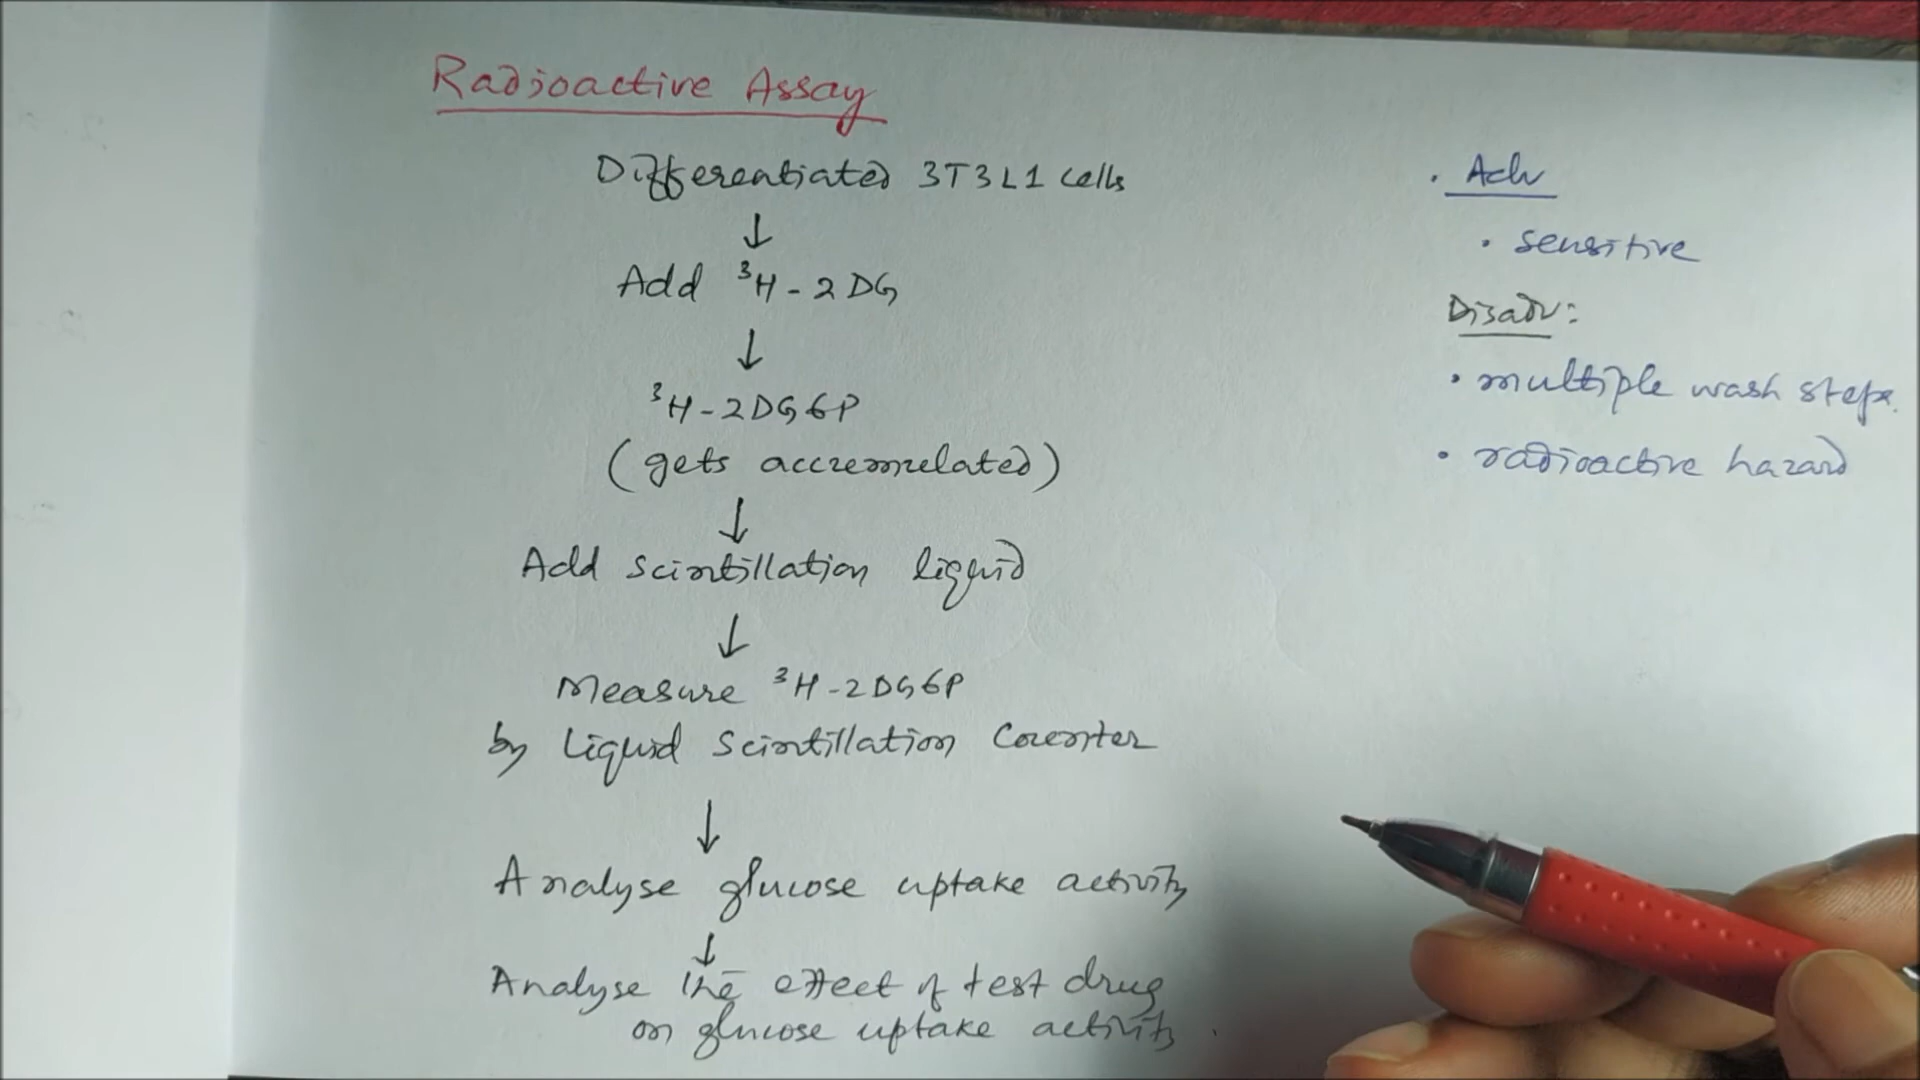 Radioactive Assay
Differentiated 3T3L1 cells
↓
Add ³H-2DG
↓
³H-2DG6P
(gets accumulated)
↓
Add scintillation liquid
↓
Measure ³H-2DG6P
by Liquid Scintillation Counter
↓
Analyse glucose uptake activity
↓
Analyse the effect of test drug
on glucose uptake activity.
· Adv
· sensitive
Disadv:
· multiple wash steps.
· radioactive hazard